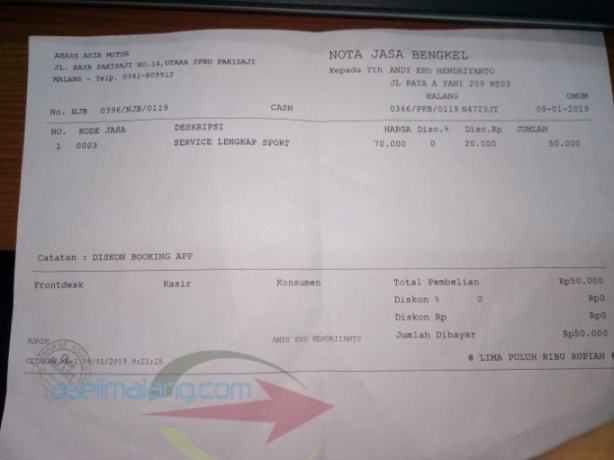 AHASS ASIA MOTOR
JL. RAYA PAKISAJI NO.14,UTARA SPBU PAKISAJI
MALANG - Telp. 0341-809912
NOTA JASA BENGKEL
Kepada Yth ANDY EKO HENDRIYANTO
JL RAYA A YANI 209 RT03
MALANG UMUM
No. NJB 0396/NJB/0119 CASH 0366/PKB/0119 N4723JI 09-01-2019
NO. KODE JASA DESKRIPSI HARGA Disc.% Disc.Rp JUMLAH
1 0003 SERVICE LENGKAP SPORT 70.000 0 20.000 50.000
Catatan : DISKON BOOKING APP
Frontdesk Kasir Konsumen Total Pembelian Rp50.000
Diskon % 0 Rp0
Diskon Rp Rp0
ADMIN ANDY EKO HENDRIYANTO Jumlah Dibayar Rp50.000
CETAKAN KE-1 09/01/2019 9:21:25 # LIMA PULUH RIBU RUPIAH #
aselimalang.com